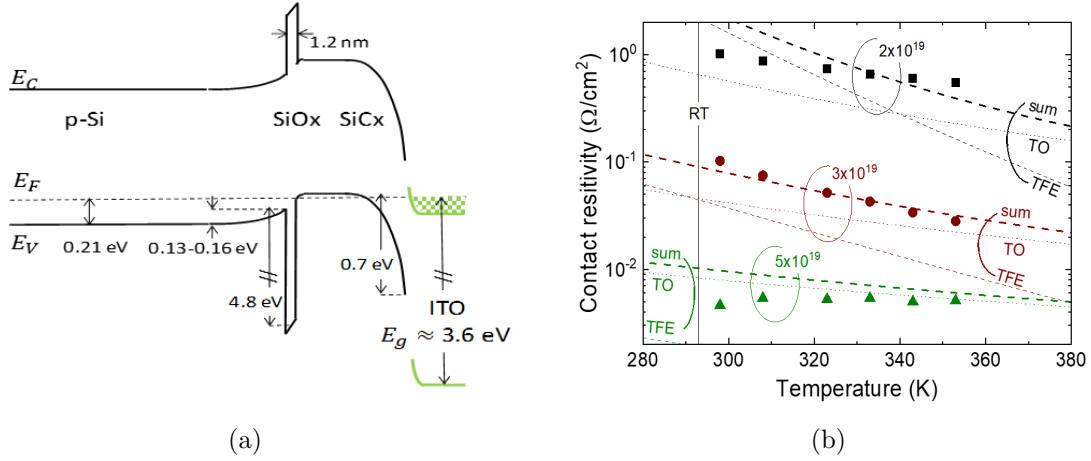 1.2 nm
E_C
p-Si
SiOx
SiCx
E_F
E_V
0.21 eV
0.13-0.16 eV
0.7 eV
4.8 eV
ITO
E_g ≈ 3.6 eV
(a)
Contact resitivity (Ω/cm²)
10⁰
10⁻¹
10⁻²
2x10¹⁹
RT
sum
TO
TFE
3x10¹⁹
sum
TO
TFE
5x10¹⁹
sum
TO
TFE
280 300 320 340 360 380
Temperature (K)
(b)